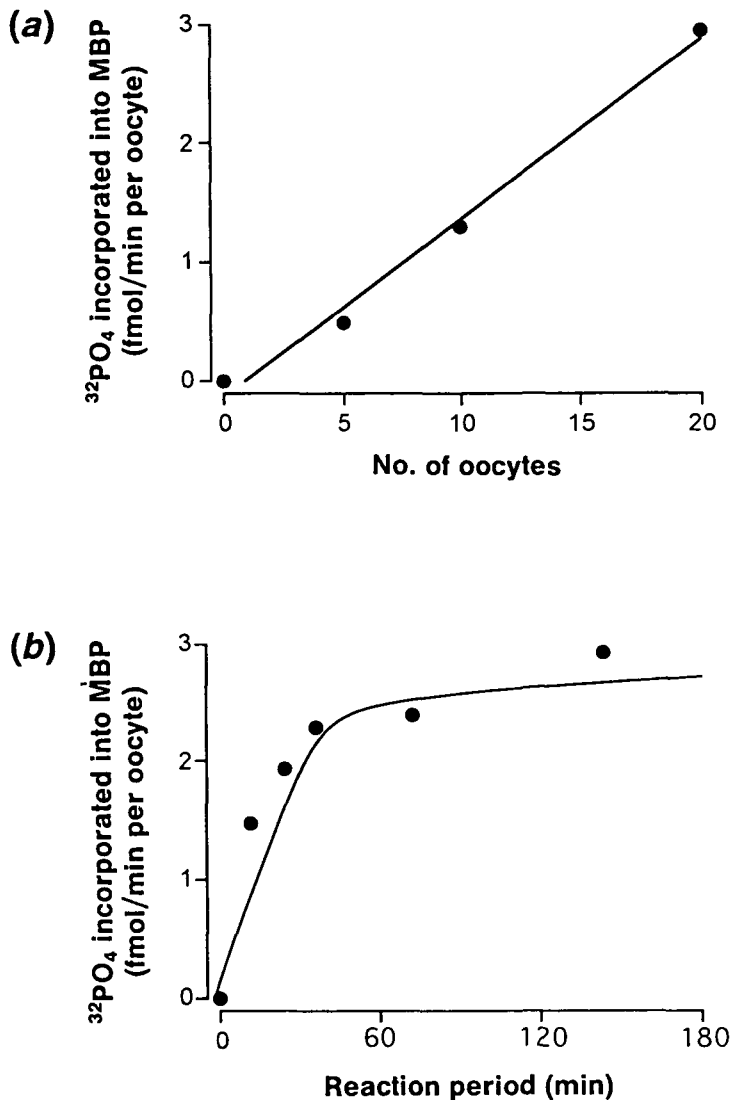 (a)
³²PO₄ incorporated into MBP
(fmol/min per oocyte)
3
2
1
0
0 5 10 15 20
No. of oocytes
(b)
³²PO₄ incorporated into MBP
(fmol/min per oocyte)
3
2
1
0
0 60 120 180
Reaction period (min)